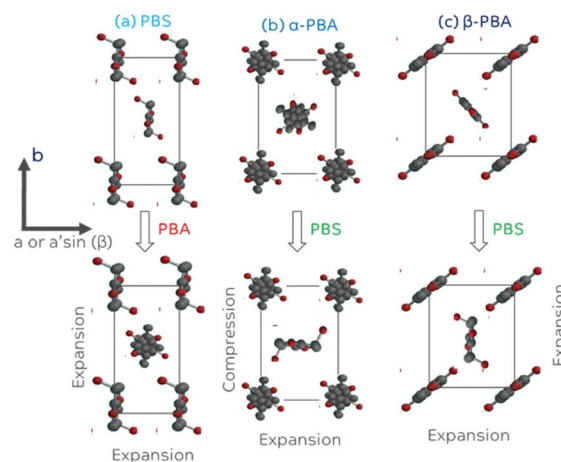 (a) PBS
(b) α-PBA
(c) β-PBA
b
a or a'sin (β)
PBA
PBS
PBS
Expansion
Compression
Expansion
Expansion
Expansion
Expansion